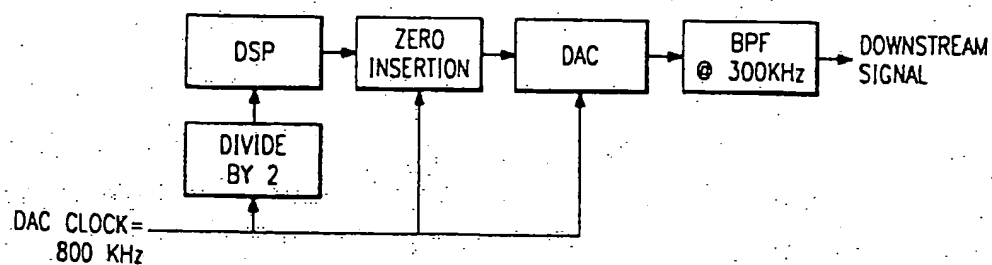 DSP
ZERO
INSERTION
DAC
BPF
@ 300KHz
DOWNSTREAM
SIGNAL
DIVIDE
BY 2
DAC CLOCK=
800 KHz